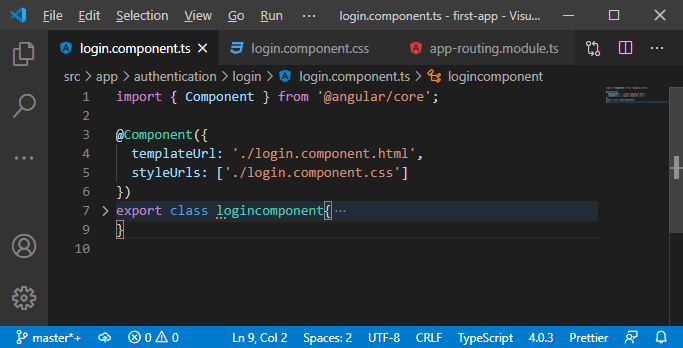 File Edit Selection View ··· login.component.ts - first-app - Visu...
login.component.ts login.component.css app-routing.module.ts
src > app > authentication > login > login.component.ts > logincomponent
1 import { Component } from '@angular/core';
2
3 @Component({
4 templateUrl: './login.component.html',
5 styleUrls: ['./login.component.css']
6 })
7 export class logincomponent{ ···
9 }
10
master*+ 0 0 Ln 9, Col 2 Spaces: 2 UTF-8 CRLF TypeScript 4.0.3 Prettier